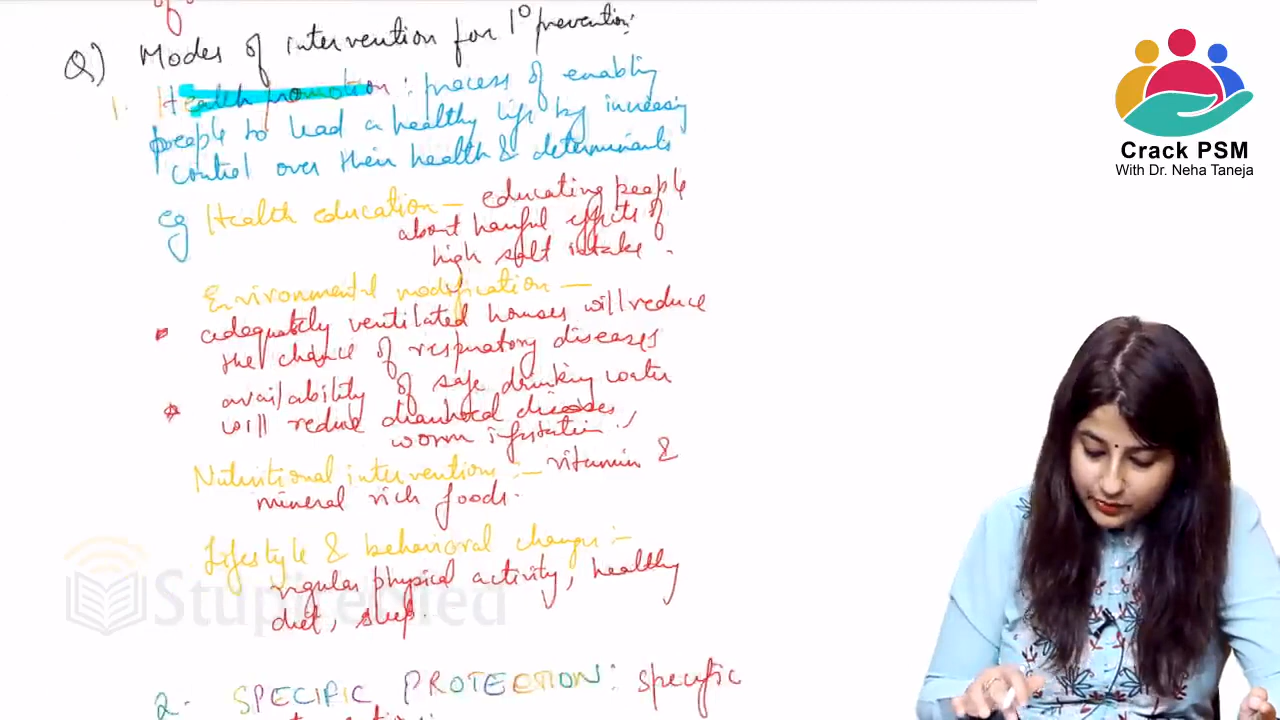 of
Q) Modes of intervention for 1° prevention:
1. Health promotion : process of enabling
people to lead a healthy life by increasing
control over their health & determinants
eg Health education — educating people
about harmful effects of
high salt intake.
Environmental modification —
adequately ventilated houses will reduce
the chance of respiratory diseases
availability of safe drinking water
will reduce diarrhoeal diseases,
worm infestation.
Nutritional interventions :- vitamin &
mineral rich foods.
Lifestyle & behavioral changes :-
regular physical activity, healthy
diet, sleep.
2. SPECIFIC PROTECTION: specific
Crack PSM
With Dr. Neha Taneja